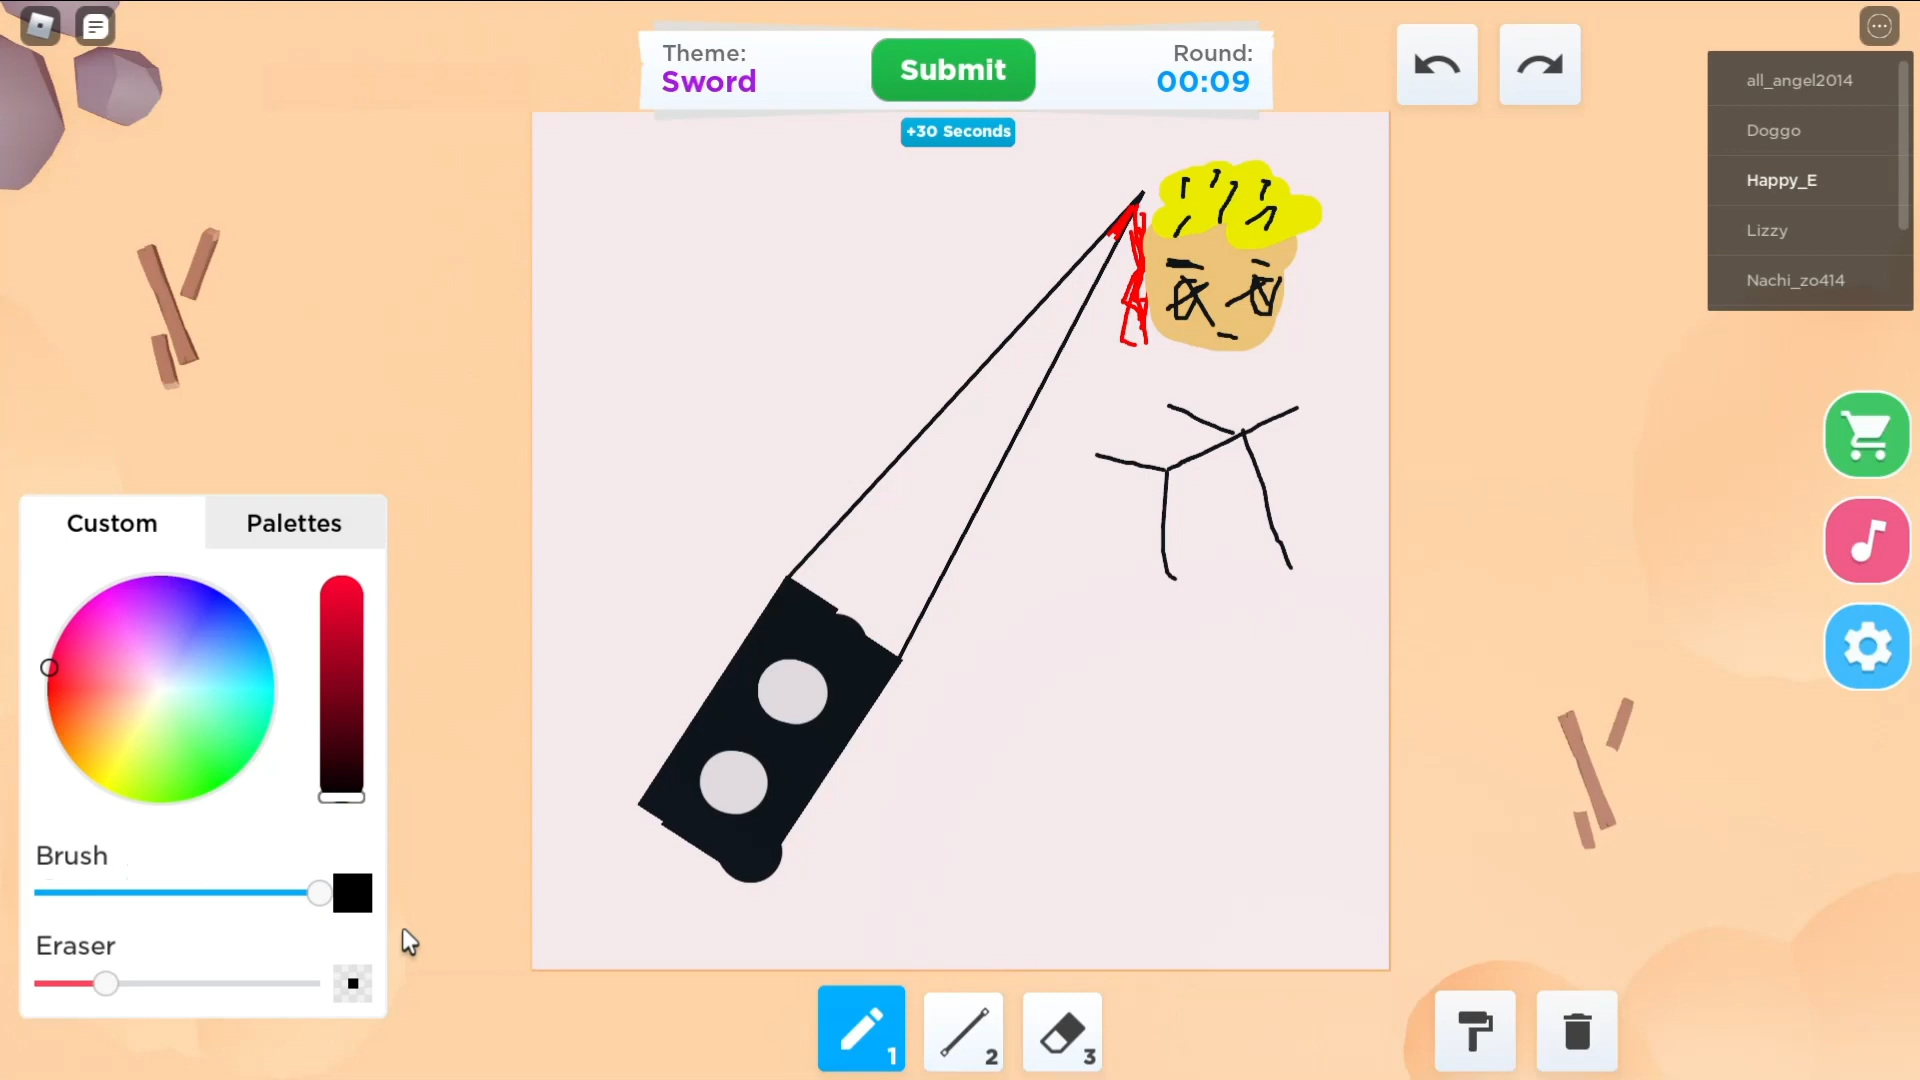 Theme:
Sword
Submit
Round:
00:09
+30 Seconds
all_angel2014
Doggo
Happy_E
Lizzy
Nachi_zo414
Custom
Palettes
Brush
Eraser
1
2
3